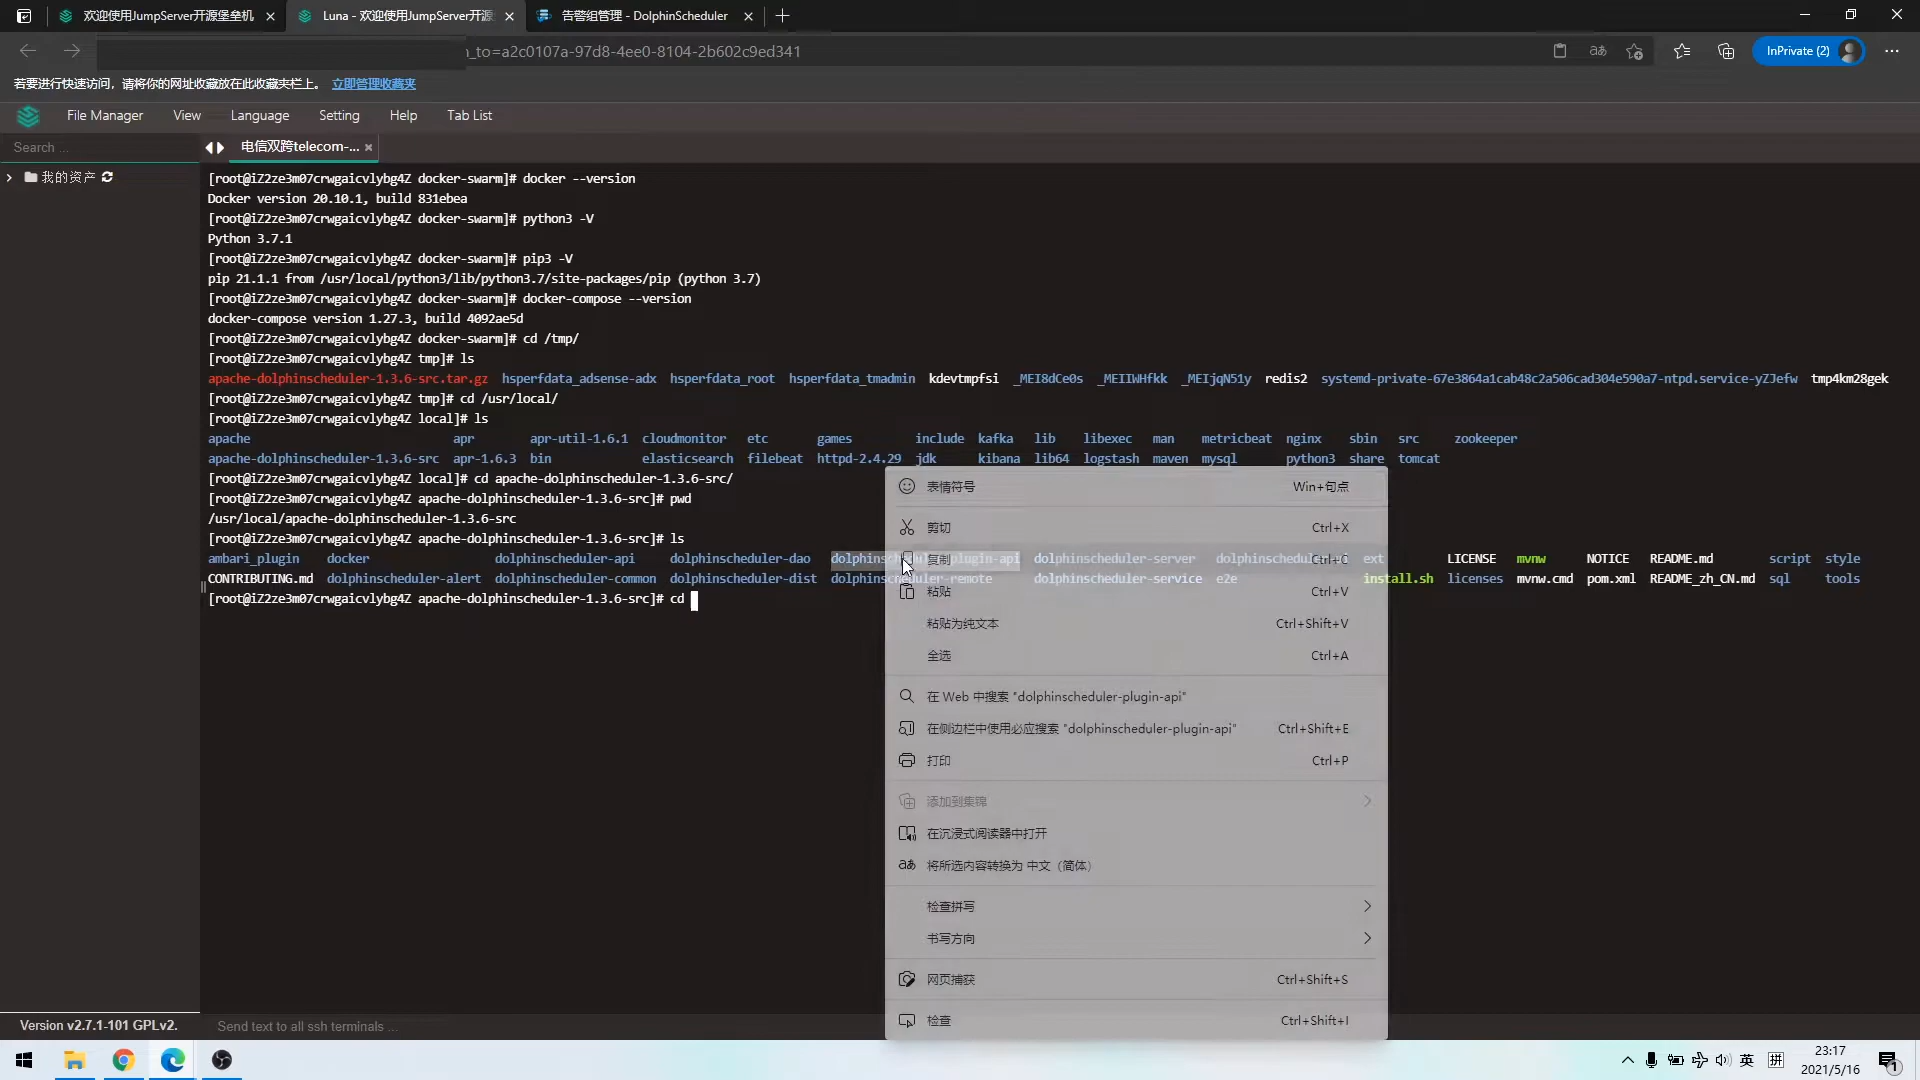 欢迎使用JumpServer开源堡垒机
Luna - 欢迎使用JumpServer开源
告警组管理 - DolphinScheduler
_to=a2c0107a-97d8-4ee0-8104-2b602c9ed341
InPrivate (2)
若要进行快速访问，请将你的网址收藏放在此收藏夹栏上。 立即管理收藏夹
File Manager View Language Setting Help Tab List
Search ...
电信双跨telecom-...
我的资产
[root@iZ2ze3m07crwgaicvlybg4Z docker-swarm]# docker --version
Docker version 20.10.1, build 831ebea
[root@iZ2ze3m07crwgaicvlybg4Z docker-swarm]# python3 -V
Python 3.7.1
[root@iZ2ze3m07crwgaicvlybg4Z docker-swarm]# pip3 -V
pip 21.1.1 from /usr/local/python3/lib/python3.7/site-packages/pip (python 3.7)
[root@iZ2ze3m07crwgaicvlybg4Z docker-swarm]# docker-compose --version
docker-compose version 1.27.3, build 4092ae5d
[root@iZ2ze3m07crwgaicvlybg4Z docker-swarm]# cd /tmp/
[root@iZ2ze3m07crwgaicvlybg4Z tmp]# ls
apache-dolphinscheduler-1.3.6-src.tar.gz hsperfdata_adsense-adx hsperfdata_root hsperfdata_tmadmin kdevtmpfsi _MEI8dCe0s _MEIIWHfkk _MEIjqN51y redis2 systemd-private-67e3864a1cab48c2a506cad304e590a7-ntpd.service-yZJefw tmp4km28gek
[root@iZ2ze3m07crwgaicvlybg4Z tmp]# cd /usr/local/
[root@iZ2ze3m07crwgaicvlybg4Z local]# ls
apache apr apr-util-1.6.1 cloudmonitor etc games include kafka lib libexec man metricbeat nginx sbin src zookeeper
apache-dolphinscheduler-1.3.6-src apr-1.6.3 bin elasticsearch filebeat httpd-2.4.29 jdk kibana lib64 logstash maven mysql python3 share tomcat
[root@iZ2ze3m07crwgaicvlybg4Z local]# cd apache-dolphinscheduler-1.3.6-src/
[root@iZ2ze3m07crwgaicvlybg4Z apache-dolphinscheduler-1.3.6-src]# pwd
/usr/local/apache-dolphinscheduler-1.3.6-src
[root@iZ2ze3m07crwgaicvlybg4Z apache-dolphinscheduler-1.3.6-src]# ls
ambari_plugin docker dolphinscheduler-api dolphinscheduler-dao dolphinscheduler-plugin-api dolphinscheduler-server dolphinscheduler-ui ext LICENSE mvnw NOTICE README.md script style
CONTRIBUTING.md dolphinscheduler-alert dolphinscheduler-common dolphinscheduler-dist dolphinscheduler-remote dolphinscheduler-service e2e install.sh licenses mvnw.cmd pom.xml README_zh_CN.md sql tools
[root@iZ2ze3m07crwgaicvlybg4Z apache-dolphinscheduler-1.3.6-src]# cd
表情符号 Win+句点
剪切 Ctrl+X
复制 Ctrl+C
粘贴 Ctrl+V
粘贴为纯文本 Ctrl+Shift+V
全选 Ctrl+A
在 Web 中搜索 "dolphinscheduler-plugin-api"
在侧边栏中使用必应搜索 "dolphinscheduler-plugin-api" Ctrl+Shift+E
打印 Ctrl+P
添加到集锦
在沉浸式阅读器中打开
将所选内容转换为 中文（简体）
检查拼写
书写方向
网页捕获 Ctrl+Shift+S
检查 Ctrl+Shift+I
Version v2.7.1-101 GPLv2.
Send text to all ssh terminals ...
英 拼
23:17
2021/5/16
1